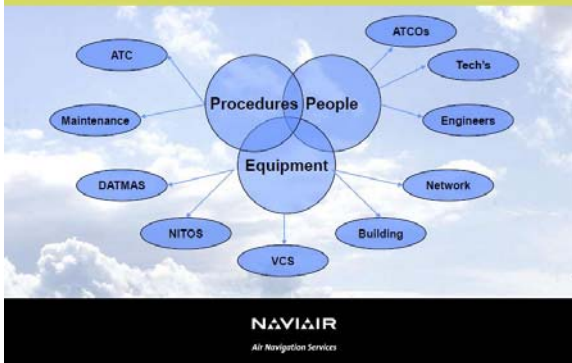 ATCOs
ATC
Tech's
Procedures People
Maintenance
Engineers
Equipment
DATMAS
Network
NITOS
Building
VCS
NAVIAIR
Air Navigation Services